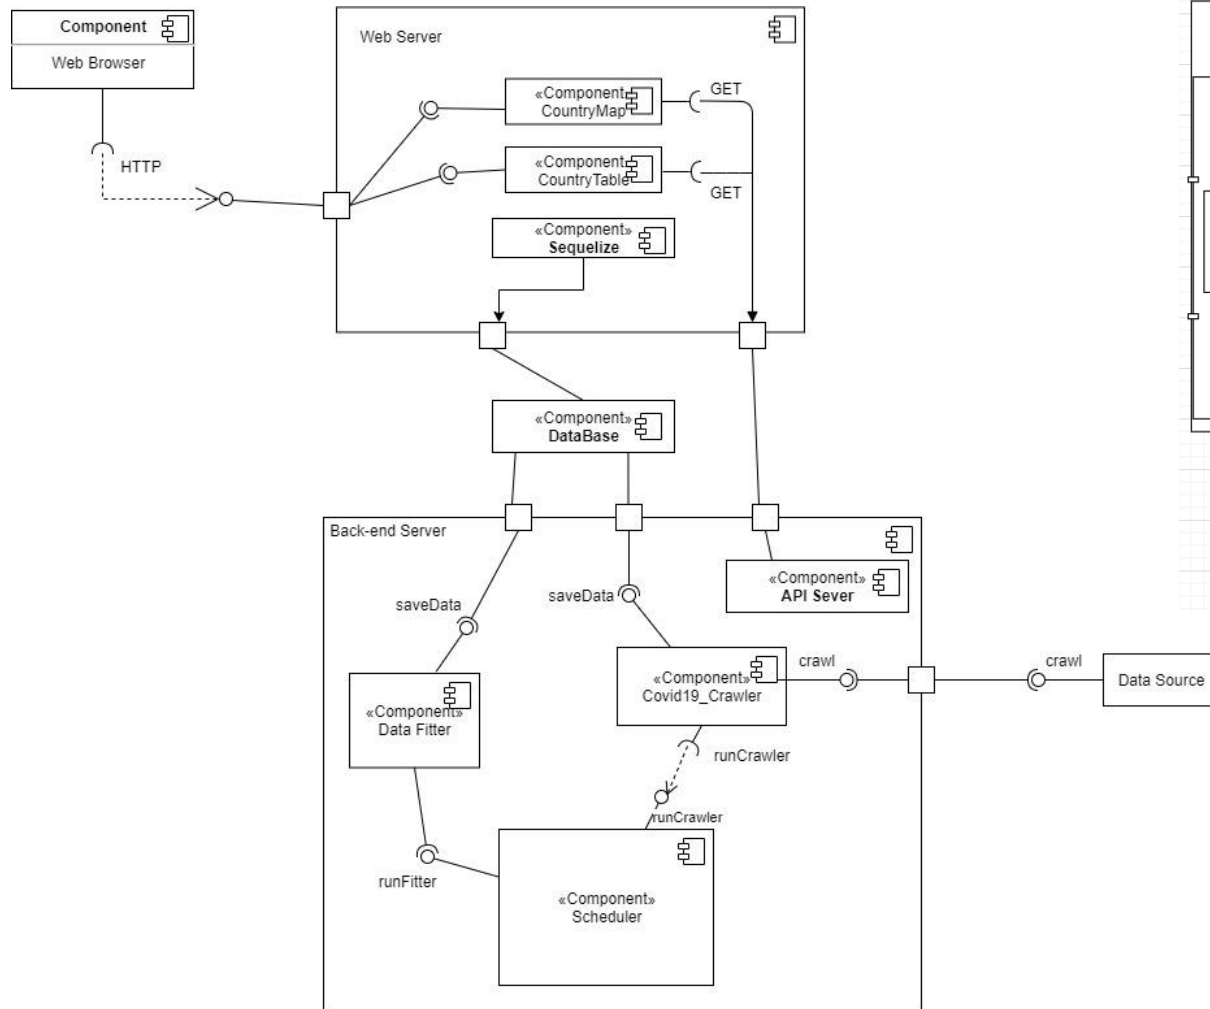 Component
Web Browser
HTTP
Web Server
«Component»
CountryMap
GET
«Component»
CountryTable
GET
«Component»
Sequelize
«Component»
DataBase
Back-end Server
«Component»
API Sever
saveData
saveData
«Component»
Covid19_Crawler
crawl
crawl
Data Source
«Component»
Data Fitter
runCrawler
runCrawler
runFitter
«Component»
Scheduler